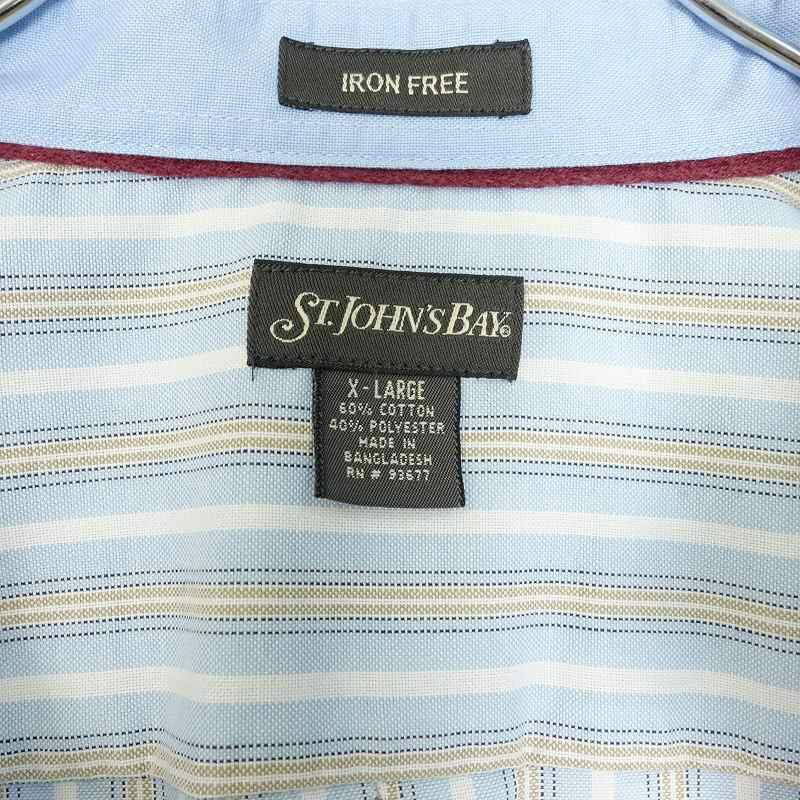 IRON FREE
ST. JOHN'S BAY®
X-LARGE
60% COTTON
40% POLYESTER
MADE IN
BANGLADESH
RN # 93677